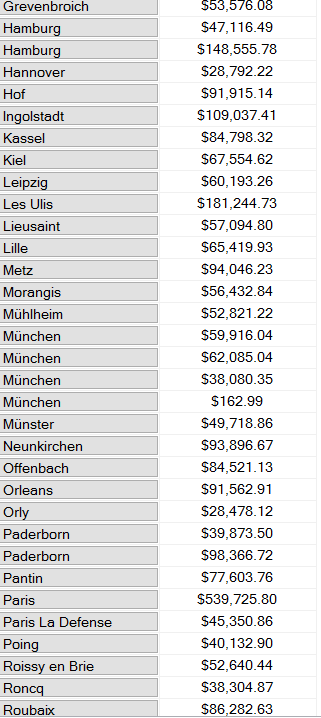 Grevenbroich $53,576.08
Hamburg $47,116.49
Hamburg $148,555.78
Hannover $28,792.22
Hof $91,915.14
Ingolstadt $109,037.41
Kassel $84,798.32
Kiel $67,554.62
Leipzig $60,193.26
Les Ulis $181,244.73
Lieusaint $57,094.80
Lille $65,419.93
Metz $94,046.23
Morangis $56,432.84
Mühlheim $52,821.22
München $59,916.04
München $62,085.04
München $38,080.35
München $162.99
Münster $49,718.86
Neunkirchen $93,896.67
Offenbach $84,521.13
Orleans $91,562.91
Orly $28,478.12
Paderborn $39,873.50
Paderborn $98,366.72
Pantin $77,603.76
Paris $539,725.80
Paris La Defense $45,350.86
Poing $40,132.90
Roissy en Brie $52,640.44
Roncq $38,304.87
Roubaix $86,282.63